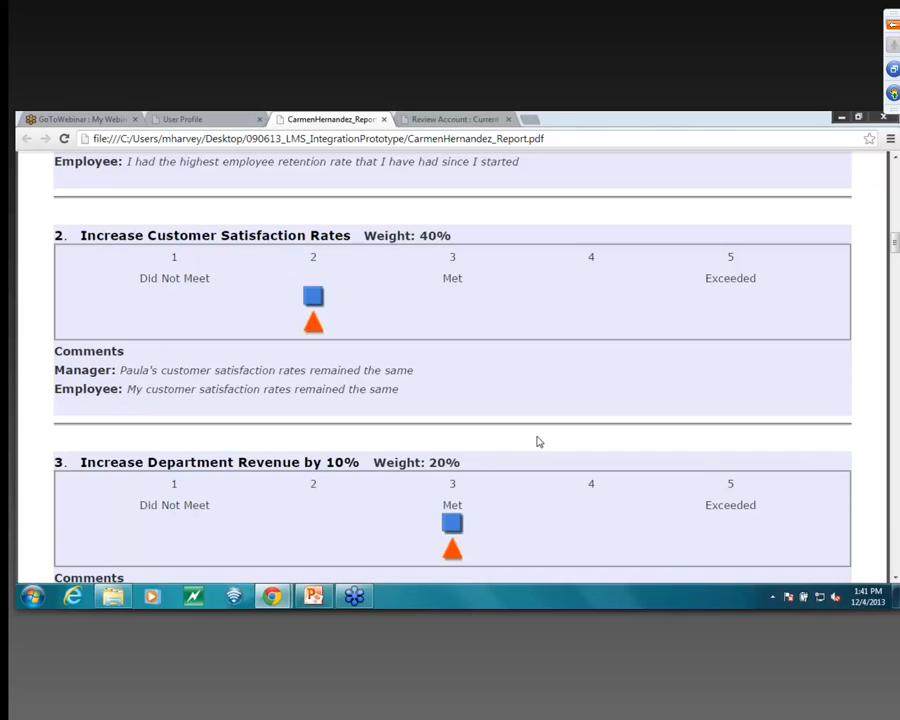 GoToWebinar : My Webin
User Profile
CarmenHernandez_Report
Review Account : Current
file:///C:/Users/mharvey/Desktop/090613_LMS_IntegrationPrototype/CarmenHernandez_Report.pdf
Employee: I had the highest employee retention rate that I have had since I started
2. Increase Customer Satisfaction Rates Weight: 40%
1 2 3 4 5
Did Not Meet Met Exceeded
Comments
Manager: Paula's customer satisfaction rates remained the same
Employee: My customer satisfaction rates remained the same
3. Increase Department Revenue by 10% Weight: 20%
1 2 3 4 5
Did Not Meet Met Exceeded
Comments
1:41 PM
12/4/2013